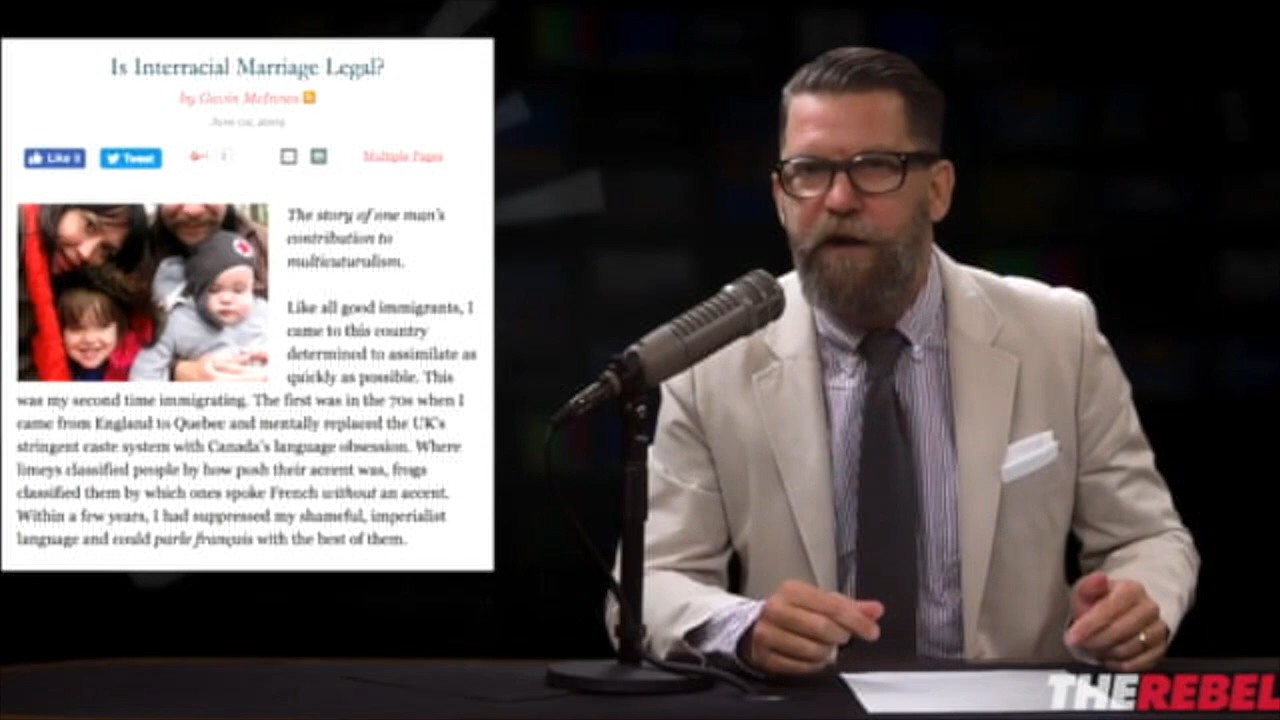 Is Interracial Marriage Legal?
by Gavin McInnes
Like
Tweet
Multiple Pages
The story of one man's
contribution to
multicuturalism.
Like all good immigrants, I
came to this country
determined to assimilate as
quickly as possible. This
was my second time immigrating. The first was in the 70s when I
came from England to Quebec and mentally replaced the UK's
stringent caste system with Canada's language obsession. Where
limeys classified people by how posh their accent was, frogs
classified them by which ones spoke French without an accent.
Within a few years, I had suppressed my shameful, imperialist
language and could parle français with the best of them.
THEREBEL